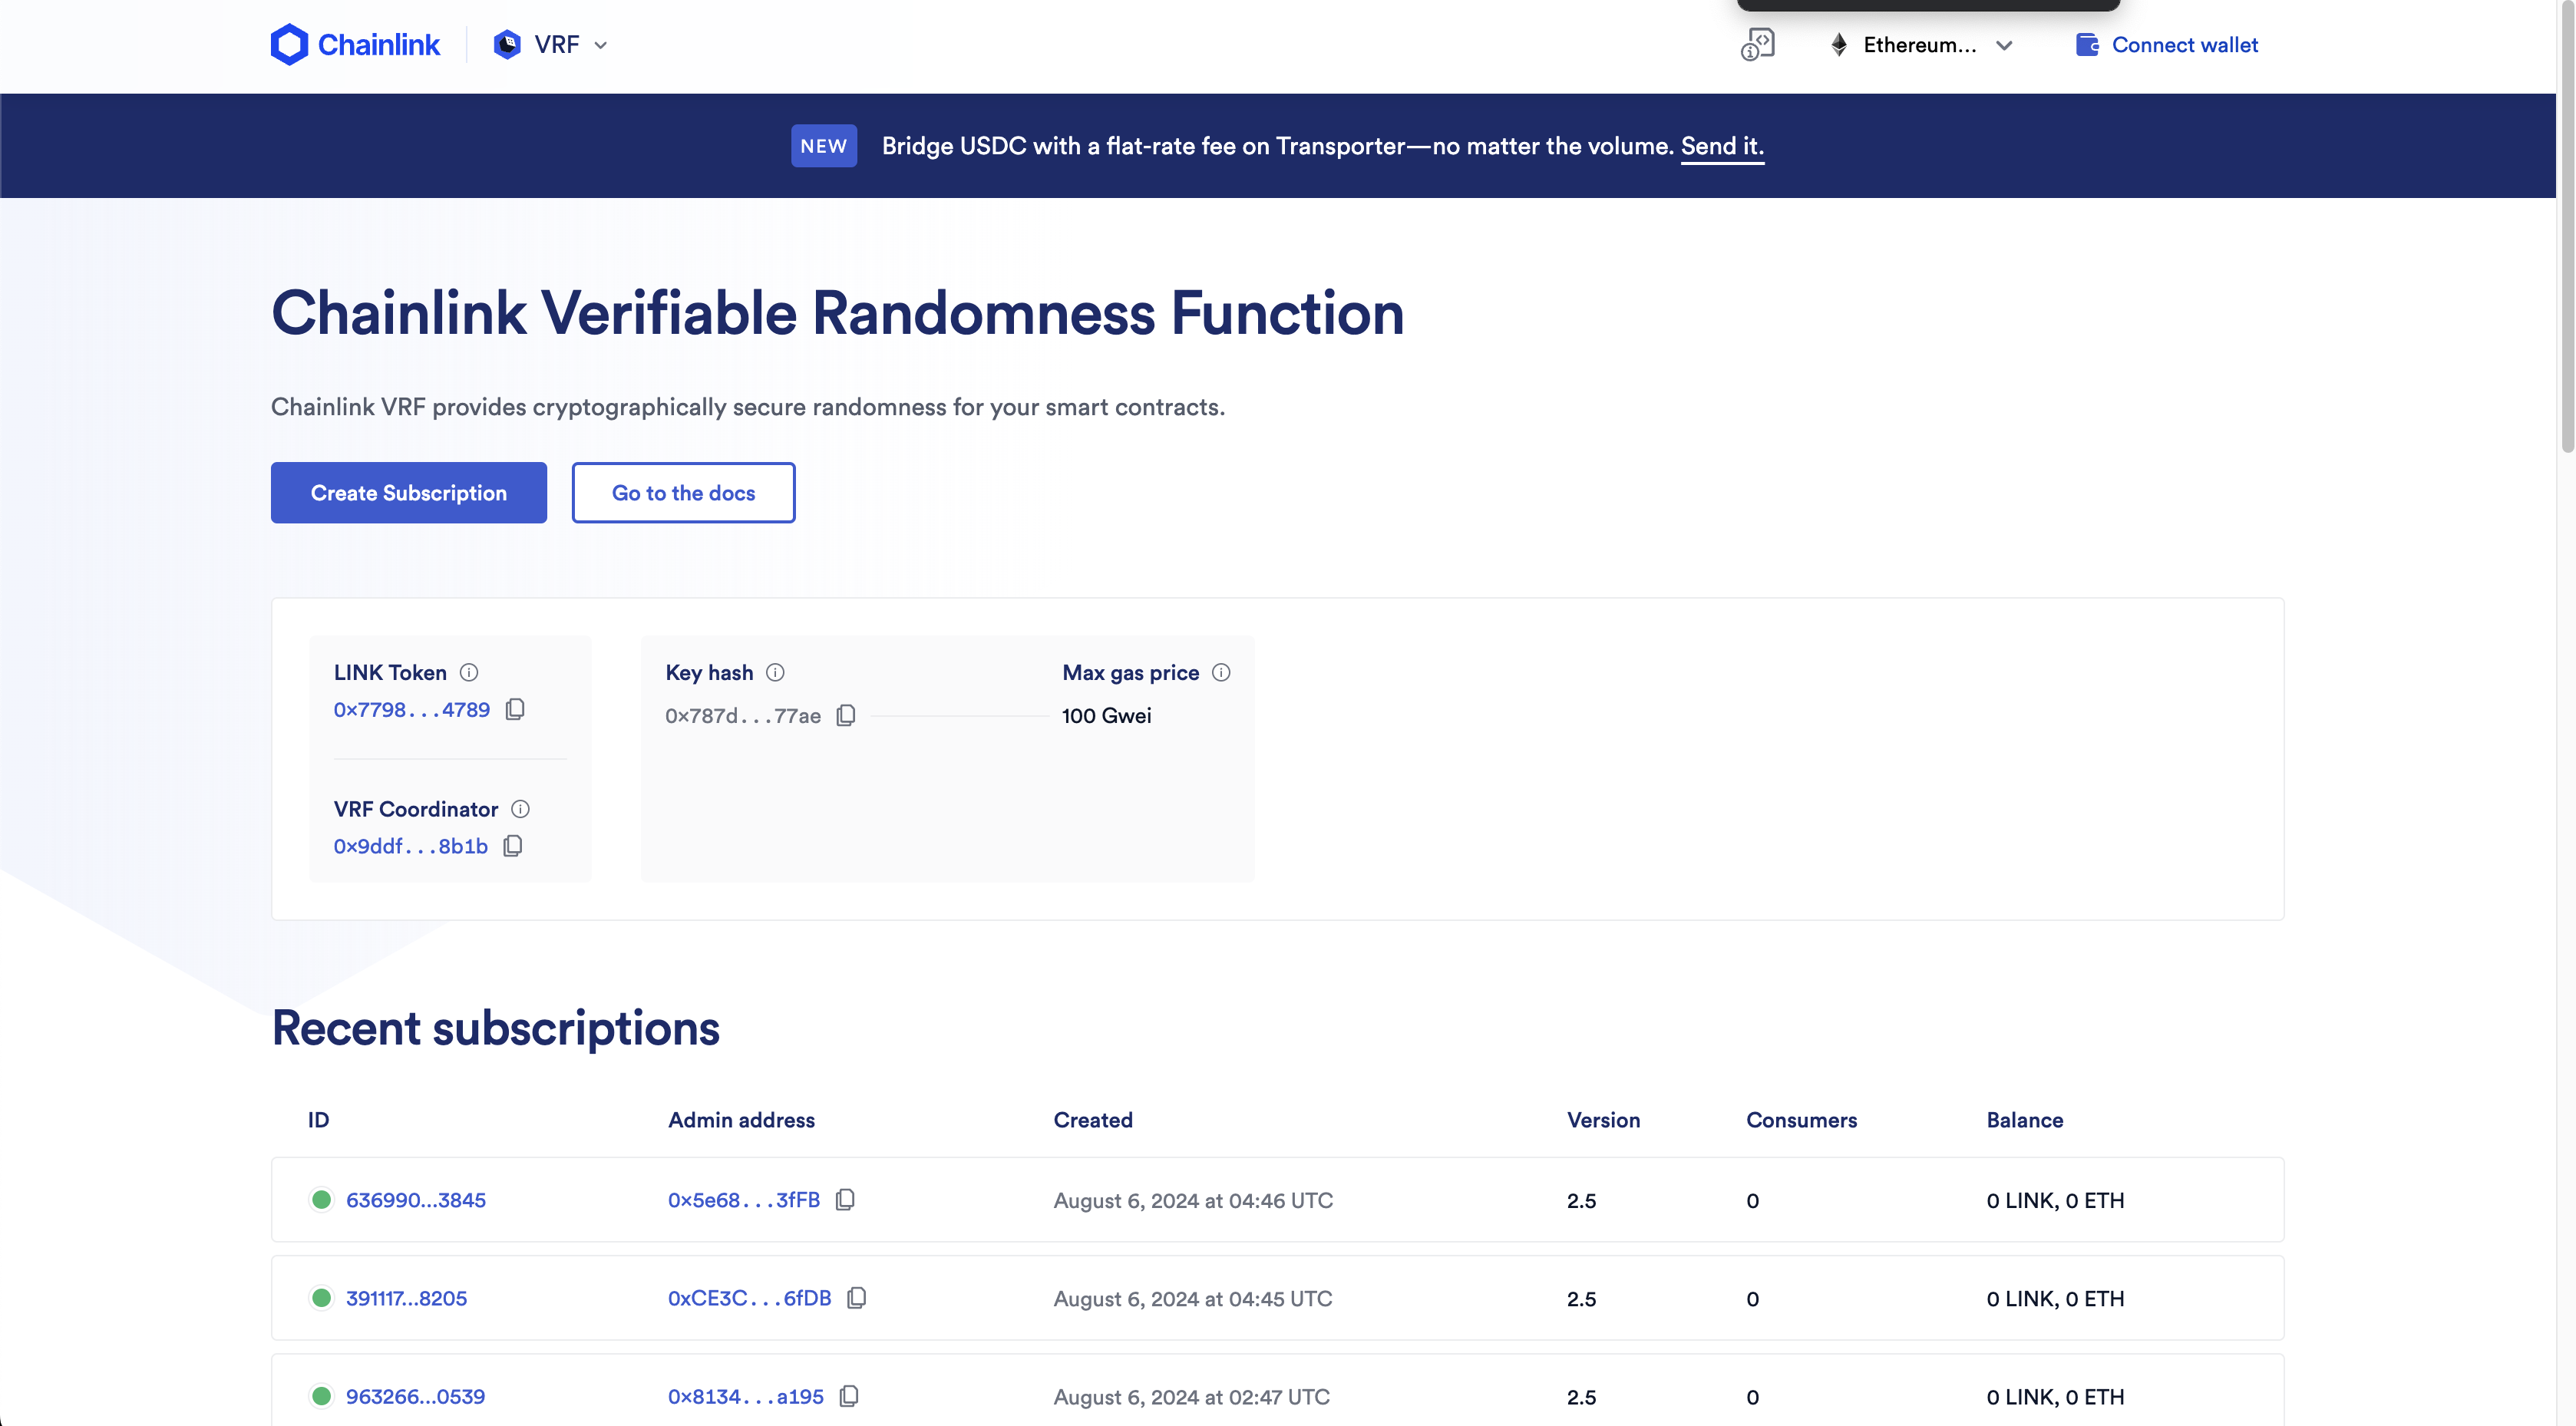 Chainlink
VRF
Ethereum...
Connect wallet
NEW Bridge USDC with a flat-rate fee on Transporter—no matter the volume. Send it.
Chainlink Verifiable Randomness Function
Chainlink VRF provides cryptographically secure randomness for your smart contracts.
Create Subscription
Go to the docs
LINK Token
0x7798...4789
VRF Coordinator
0x9ddf...8b1b
Key hash
0x787d...77ae
Max gas price
100 Gwei
Recent subscriptions
ID Admin address Created Version Consumers Balance
636990...3845 0x5e68...3fFB August 6, 2024 at 04:46 UTC 2.5 0 0 LINK, 0 ETH
391117...8205 0xCE3C...6fDB August 6, 2024 at 04:45 UTC 2.5 0 0 LINK, 0 ETH
963266...0539 0x8134...a195 August 6, 2024 at 02:47 UTC 2.5 0 0 LINK, 0 ETH